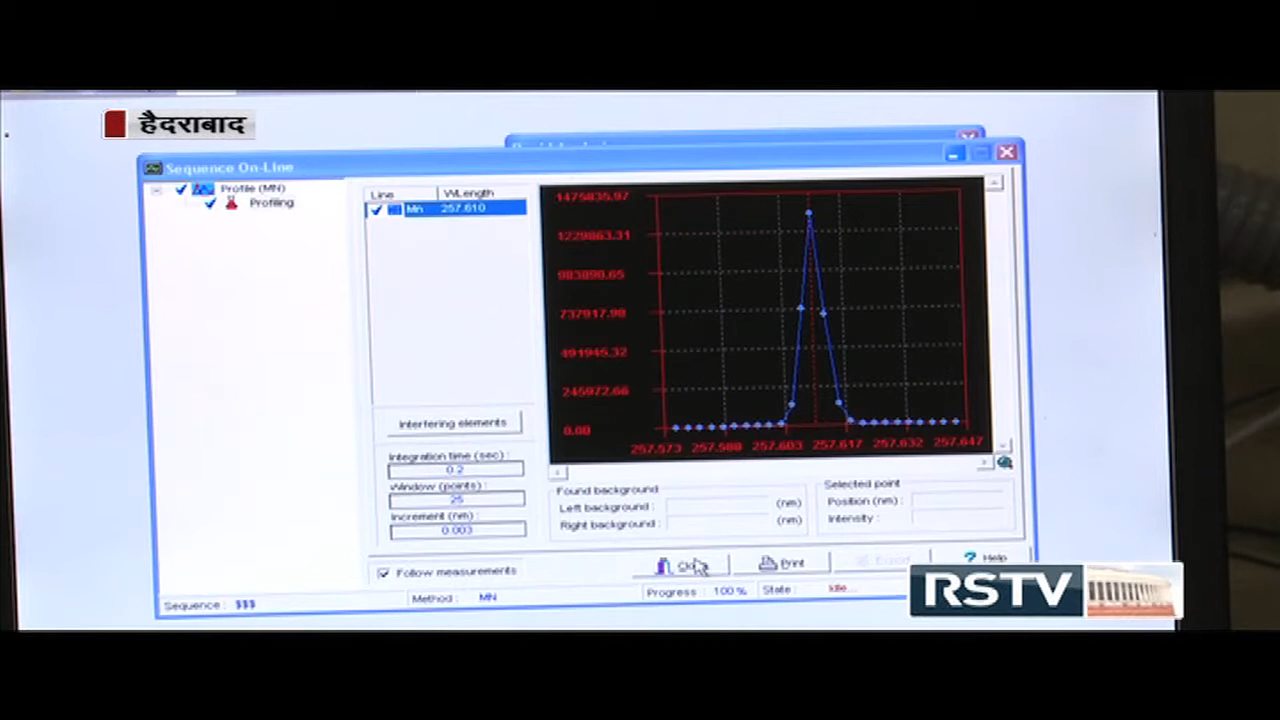 हैदराबाद
Sequence On-Line
Profile (MN)
Profiling
Line WLength
Mn 257.610
1475835.97
1229863.31
983890.65
737917.98
491945.32
245972.66
0.00
257.573 257.588 257.603 257.617 257.632 257.647
Interfering elements
Integration time (sec) :
0.2
Window (points) :
25
Increment (nm) :
0.003
Found background
Left background : (nm)
Right background : (nm)
Selected point
Position (nm) :
Intensity :
Follow measurements
Print
Export
Help
Sequence : $$$
Method : MN
Progress : 100 %
State : Idle...
RSTV